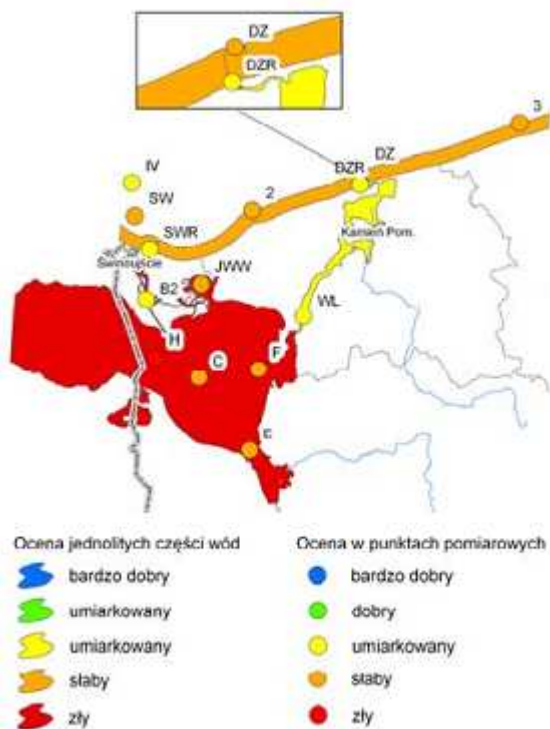 DZ
DZR
3
DZ
DZR
IV
SW
2
SWR
Kamień Pom.
Świnoujście
JWW
B2
WL
H
F
C
E
Ocena jednolitych części wód
bardzo dobry
umiarkowany
umiarkowany
słaby
zły
Ocena w punktach pomiarowych
bardzo dobry
dobry
umiarkowany
słaby
zły